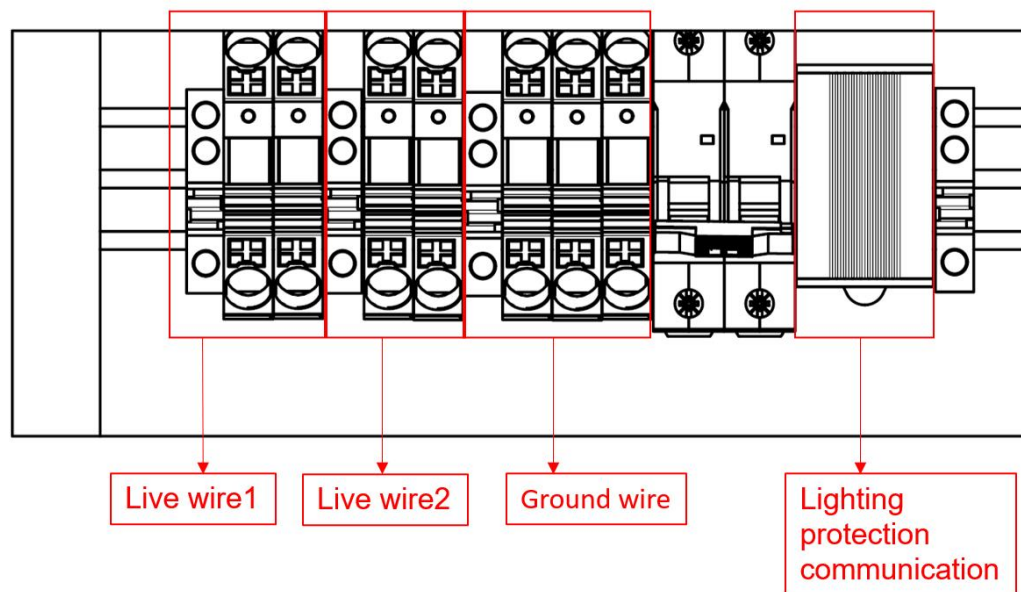 Live wire1
Live wire2
Ground wire
Lighting
protection
communication